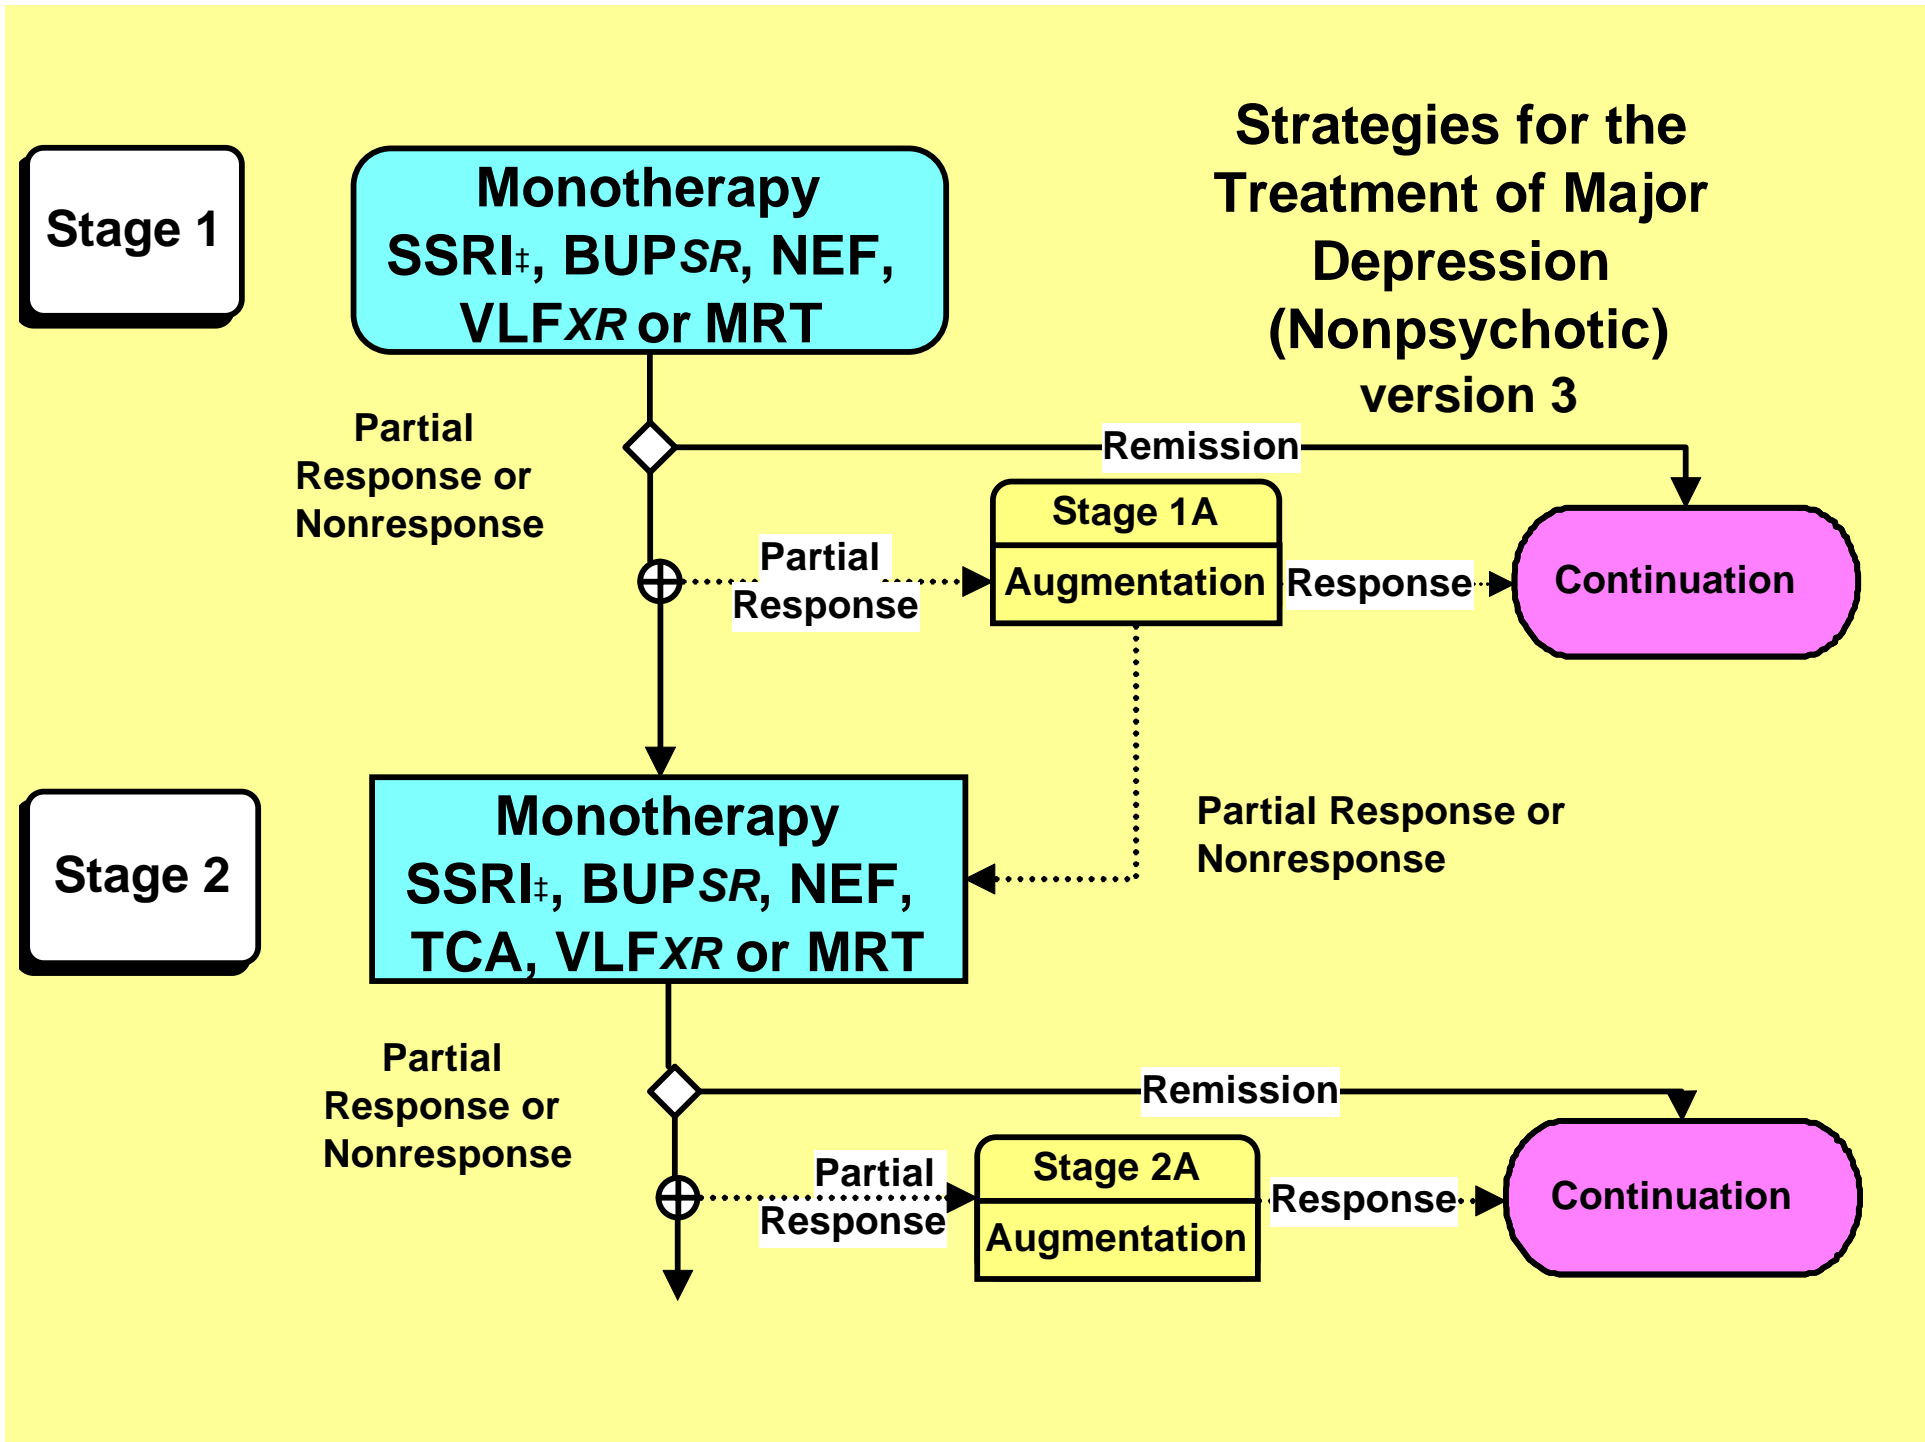 Strategies for the
Treatment of Major
Depression
(Nonpsychotic)
version 3
Stage 1
Monotherapy
SSRI‡, BUPSR, NEF,
VLFXR or MRT
Partial
Response or
Nonresponse
Remission
Partial
Response
Stage 1A
Augmentation
Response
Continuation
Partial Response or
Nonresponse
Stage 2
Monotherapy
SSRI‡, BUPSR, NEF,
TCA, VLFXR or MRT
Partial
Response or
Nonresponse
Remission
Partial
Response
Stage 2A
Augmentation
Response
Continuation